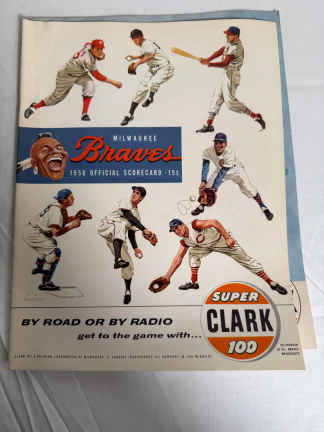 MILWAUKEE
Braves
1956 OFFICIAL SCORECARD · 15¢
BY ROAD OR BY RADIO
get to the game with...
SUPER
CLARK
100